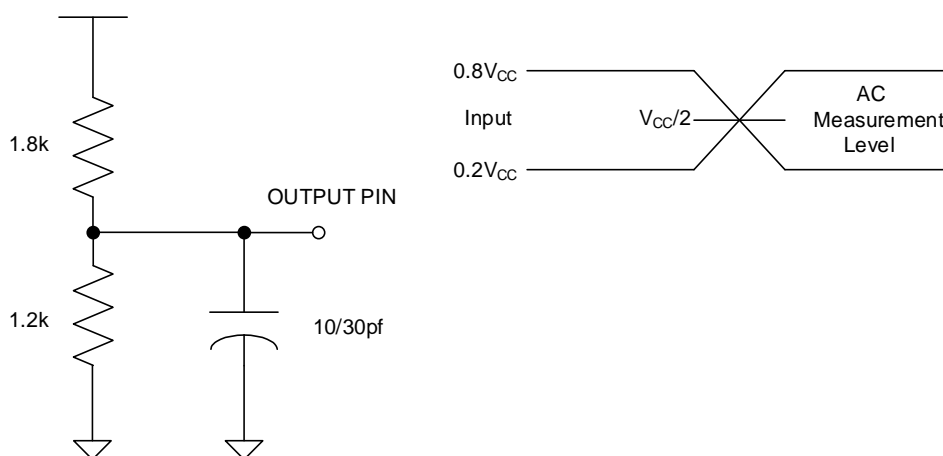 1.8k
OUTPUT PIN
1.2k
10/30pf
0.8VCC
Input
VCC/2
0.2VCC
AC
Measurement
Level